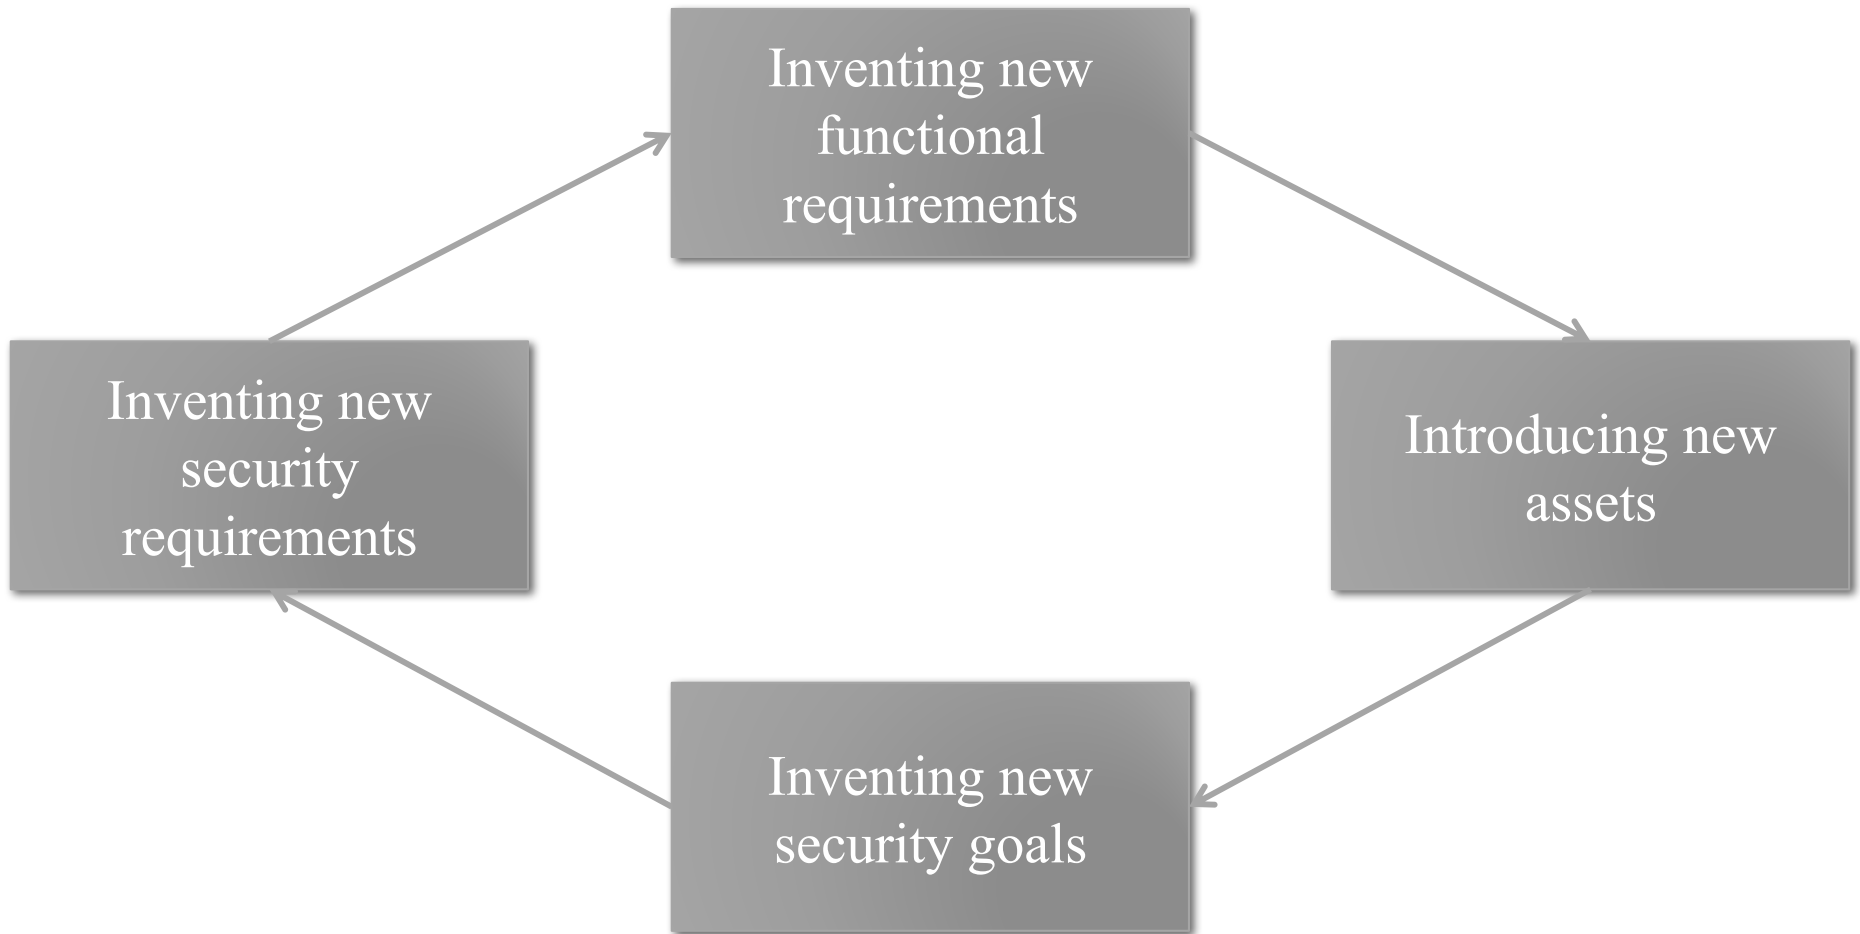 Inventing new
functional
requirements
Inventing new
security
requirements
Introducing new
assets
Inventing new
security goals